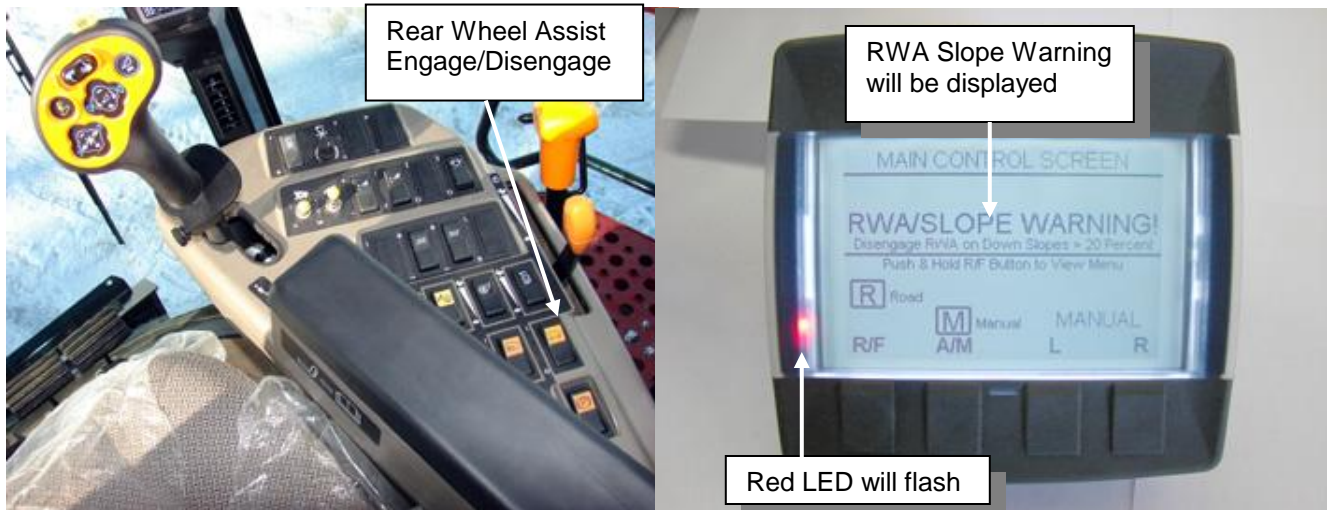 Rear Wheel Assist
Engage/Disengage
RWA Slope Warning
will be displayed
MAIN CONTROL SCREEN
RWA/SLOPE WARNING!
Disengage RWA on Down Slopes > 20 Percent
Push & Hold R/F Button to View Menu
R Road
M Manual MANUAL
R/F A/M L R
Red LED will flash